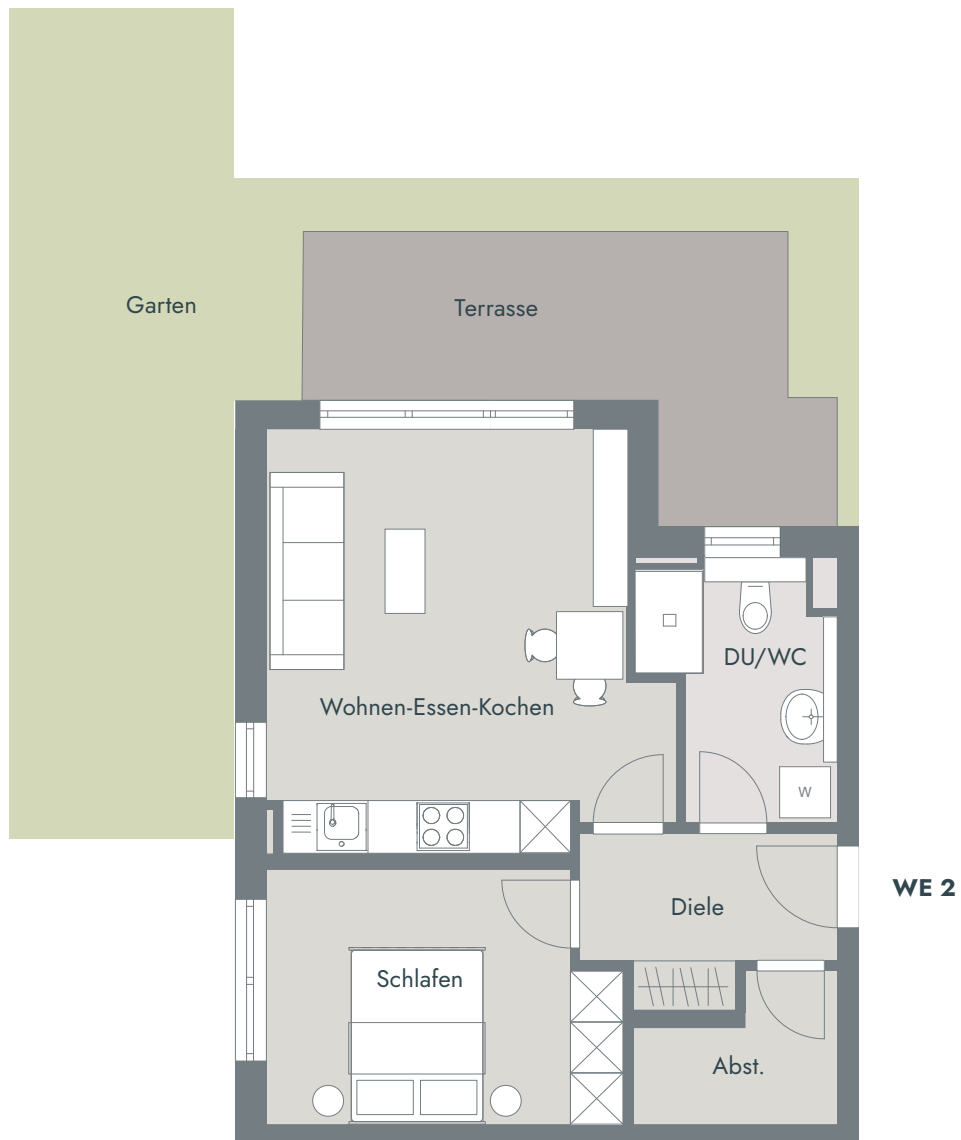 Garten
Terrasse
DU/WC
Wohnen-Essen-Kochen
W
WE 2
Diele
Schlafen
Abst.